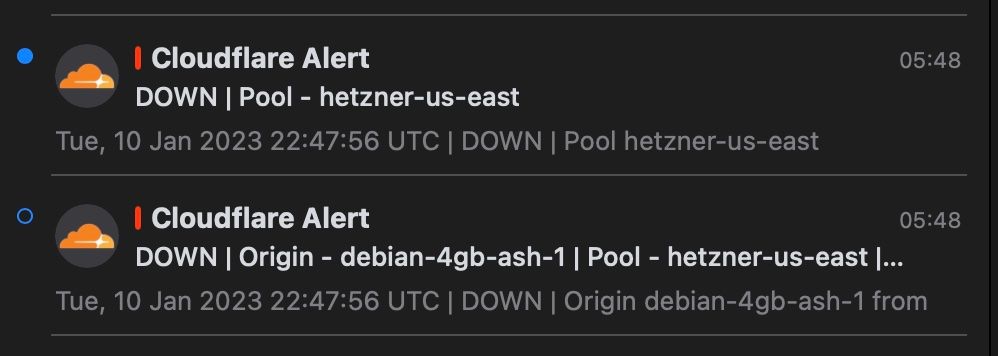 Cloudflare Alert 05:48
DOWN | Pool - hetzner-us-east
Tue, 10 Jan 2023 22:47:56 UTC | DOWN | Pool hetzner-us-east
Cloudflare Alert 05:48
DOWN | Origin - debian-4gb-ash-1 | Pool - hetzner-us-east |...
Tue, 10 Jan 2023 22:47:56 UTC | DOWN | Origin debian-4gb-ash-1 from